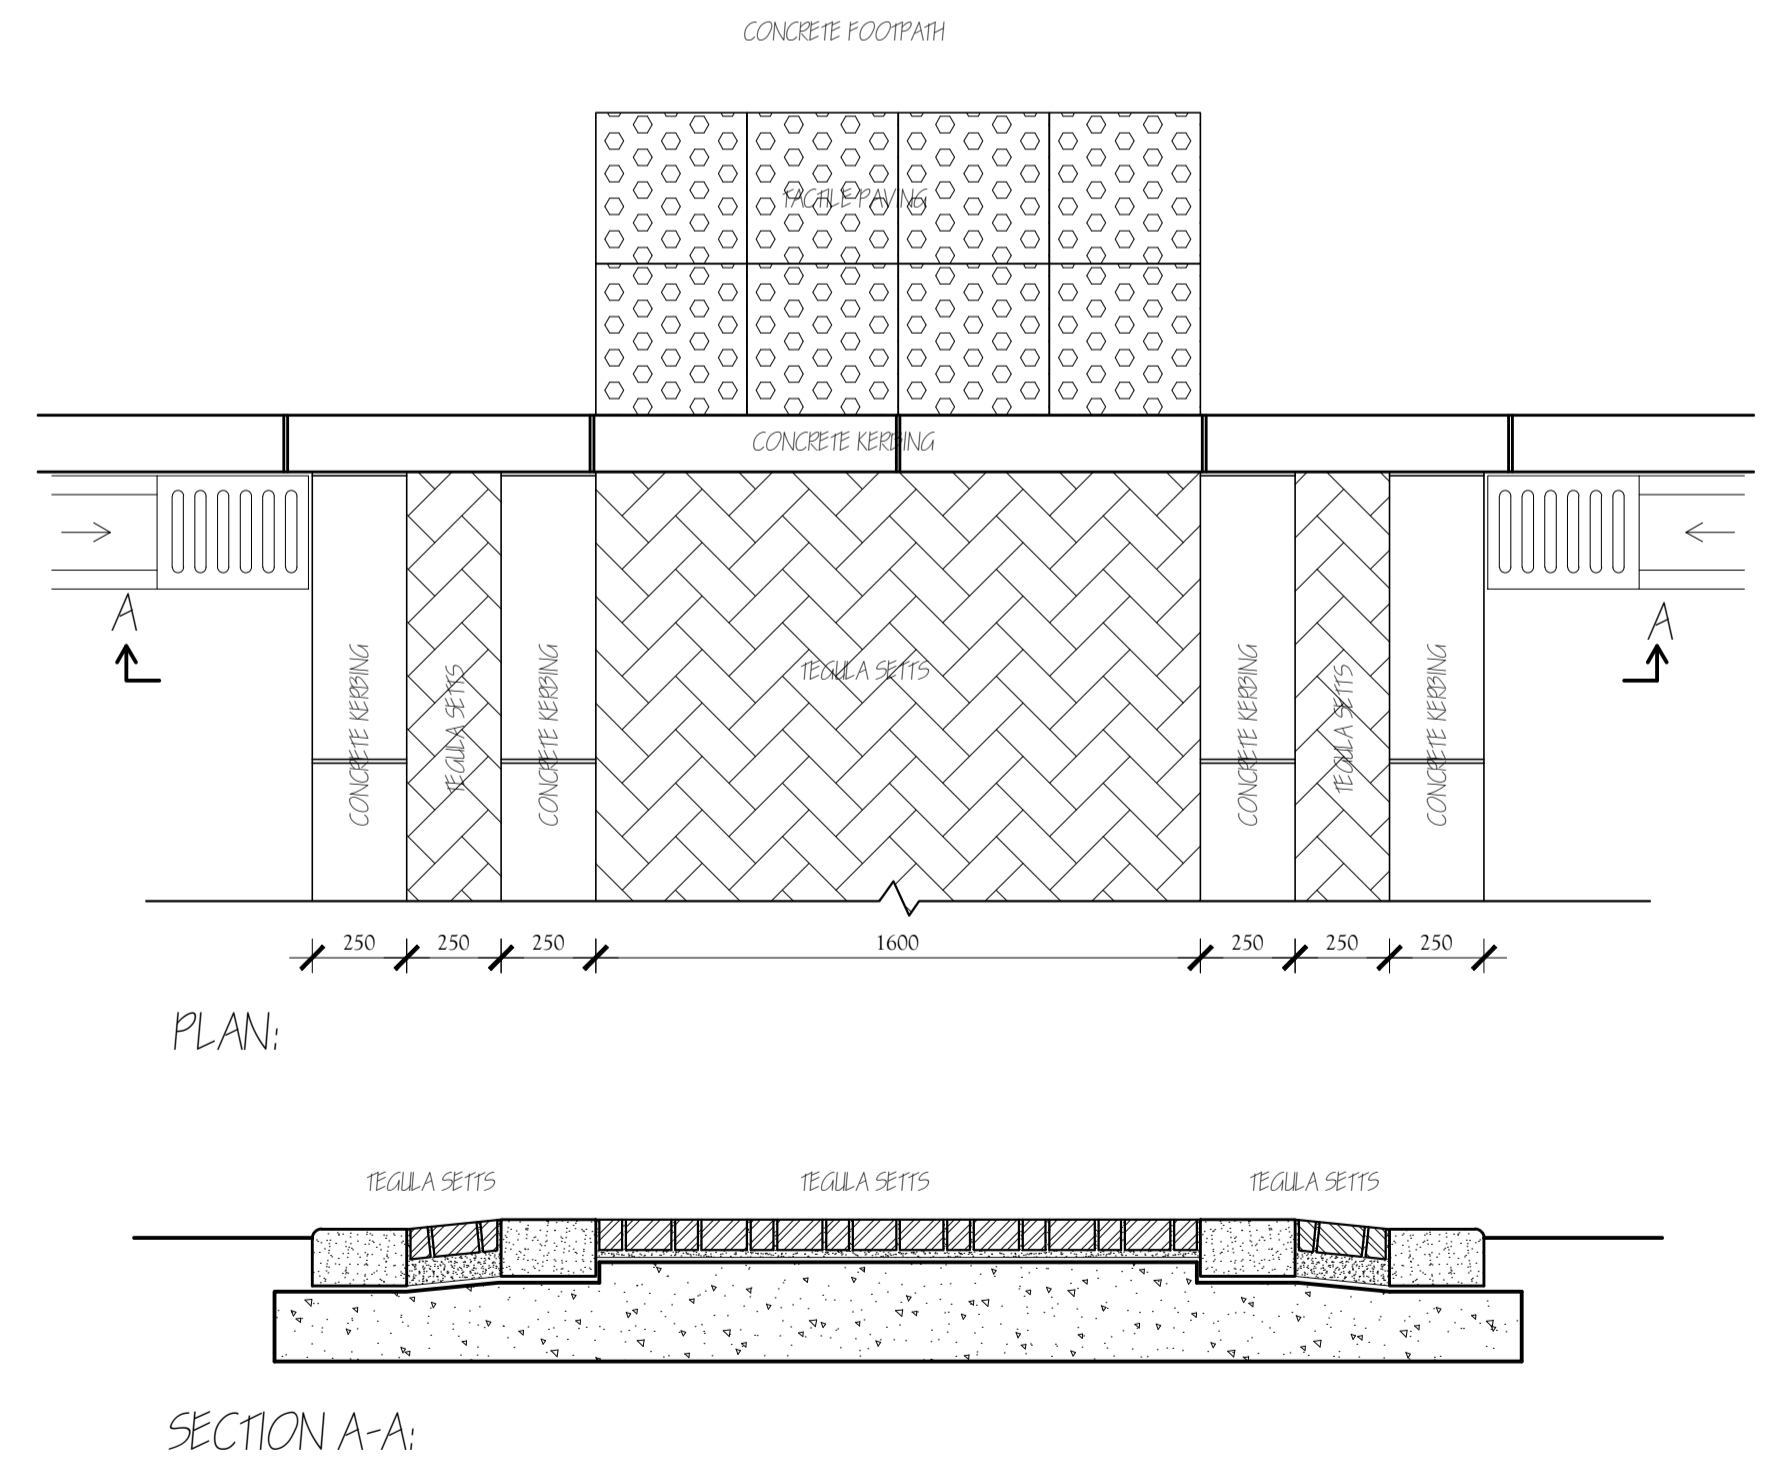 CONCRETE FOOTPATH
TACTILE PAVING
CONCRETE KERBING
A
A
CONCRETE KERBING
TEGULA SETTS
CONCRETE KERBING
TEGULA SETTS
CONCRETE KERBING
TEGULA SETTS
CONCRETE KERBING
250 250 250 1600 250 250 250
PLAN:
TEGULA SETTS TEGULA SETTS TEGULA SETTS
SECTION A-A: